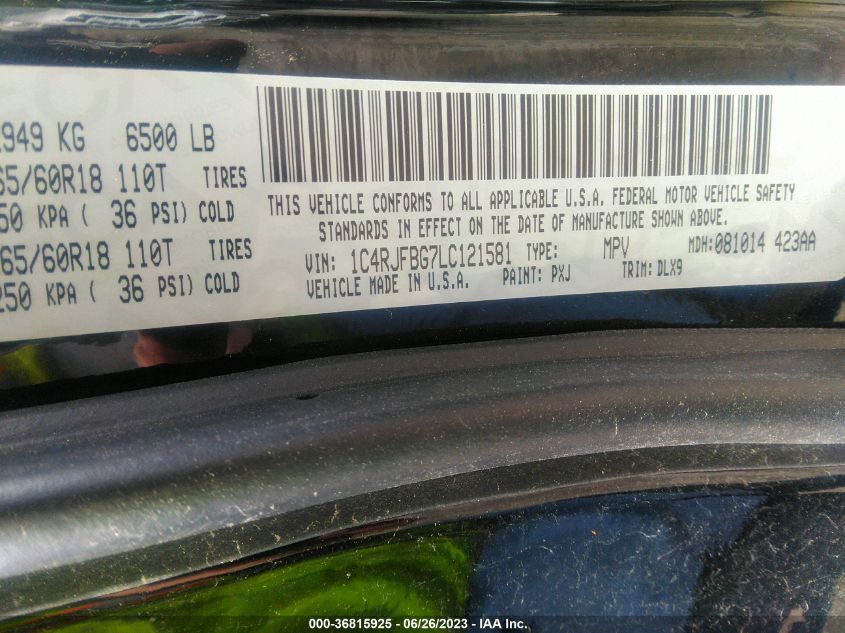 949 KG 6500 LB
65/60R18 110T TIRES
50 KPA ( 36 PSI) COLD
65/60R18 110T TIRES
250 KPA ( 36 PSI) COLD
THIS VEHICLE CONFORMS TO ALL APPLICABLE U.S.A. FEDERAL MOTOR VEHICLE SAFETY
STANDARDS IN EFFECT ON THE DATE OF MANUFACTURE SHOWN ABOVE.
VIN: 1C4RJFBG7LC121581 TYPE: MPV MDH:081014 423AA
VEHICLE MADE IN U.S.A. PAINT: PXJ TRIM: DLX9
000-36815925 - 06/26/2023 - IAA Inc.